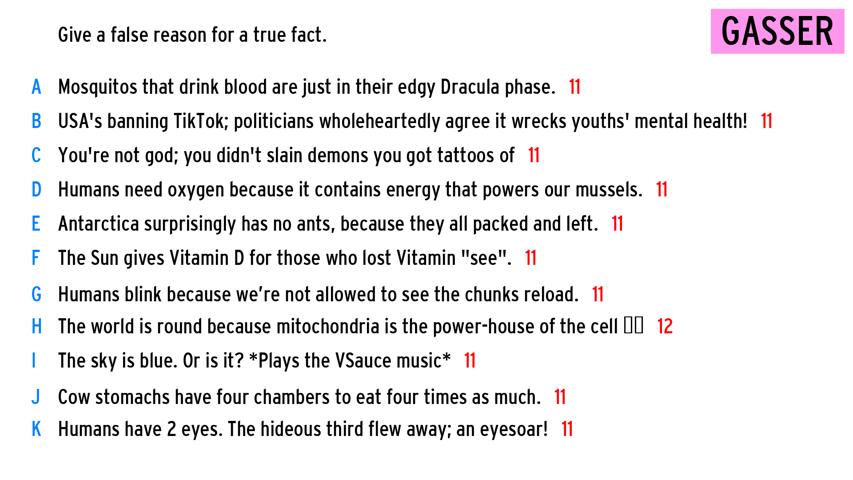 Give a false reason for a true fact.
GASSER
A Mosquitos that drink blood are just in their edgy Dracula phase. 11
B USA's banning TikTok; politicians wholeheartedly agree it wrecks youths' mental health! 11
C You're not god; you didn't slain demons you got tattoos of 11
D Humans need oxygen because it contains energy that powers our mussels. 11
E Antarctica surprisingly has no ants, because they all packed and left. 11
F The Sun gives Vitamin D for those who lost Vitamin "see". 11
G Humans blink because we’re not allowed to see the chunks reload. 11
H The world is round because mitochondria is the power-house of the cell 12
I The sky is blue. Or is it? *Plays the VSauce music* 11
J Cow stomachs have four chambers to eat four times as much. 11
K Humans have 2 eyes. The hideous third flew away; an eyesoar! 11